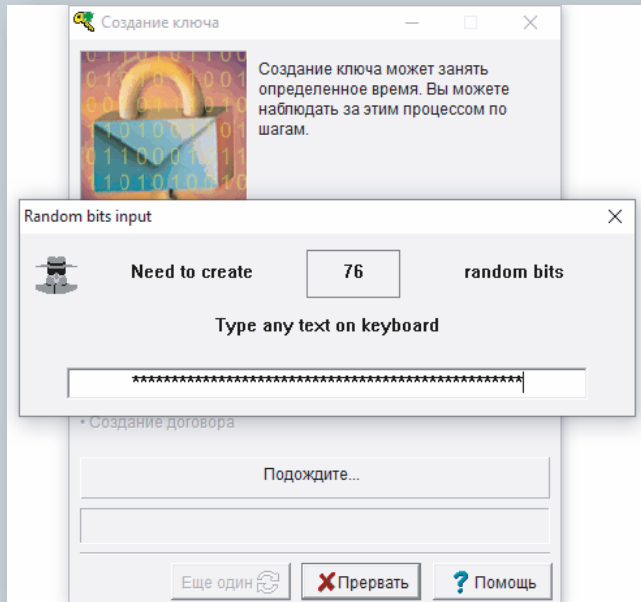 Создание ключа
Создание ключа может занять
определенное время. Вы можете
наблюдать за этим процессом по
шагам.
Random bits input
Need to create 76 random bits
Type any text on keyboard
**************************************************
• Создание договора
Подождите...
Еще один
Прервать
Помощь